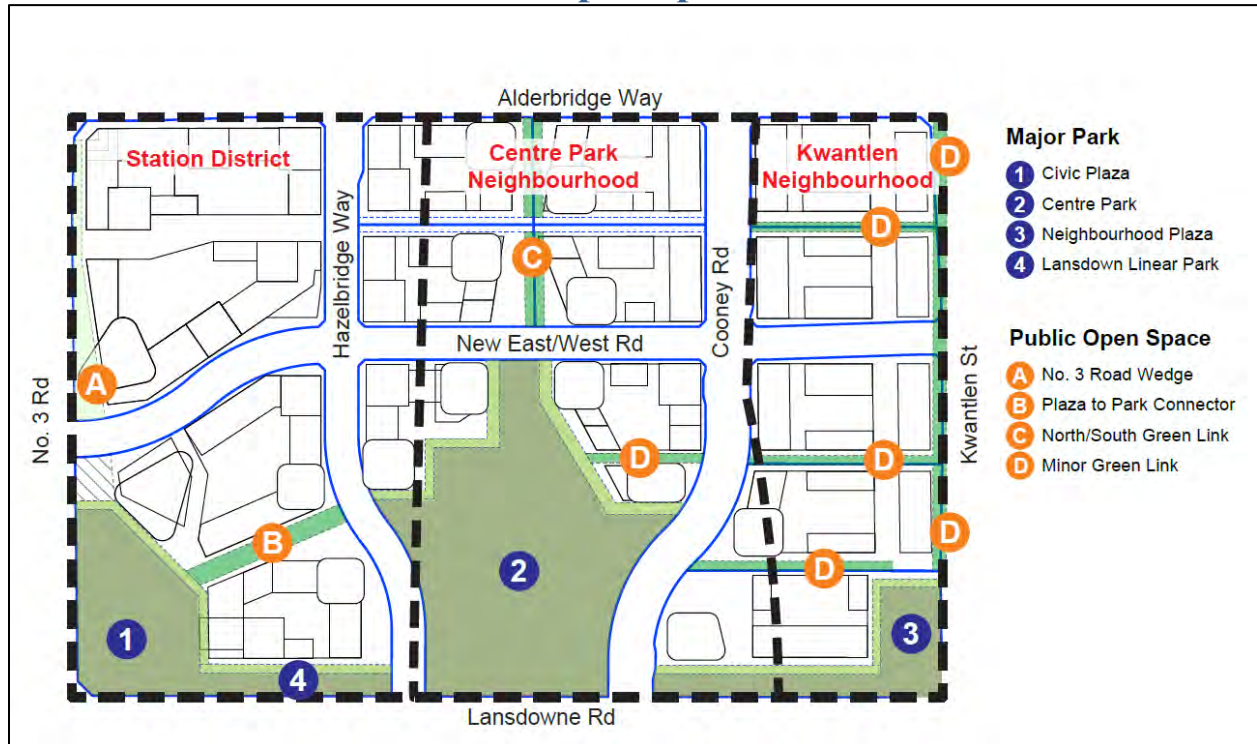 Alderbridge Way
Station District
Centre Park
Neighbourhood
Kwantlen
Neighbourhood
D
D
C
Hazelbridge Way
Cooney Rd
New East/West Rd
No. 3 Rd
Kwantlen St
A
D
D
B
D
D
2
1
3
4
Lansdowne Rd
Major Park
1 Civic Plaza
2 Centre Park
3 Neighbourhood Plaza
4 Lansdown Linear Park
Public Open Space
A No. 3 Road Wedge
B Plaza to Park Connector
C North/South Green Link
D Minor Green Link